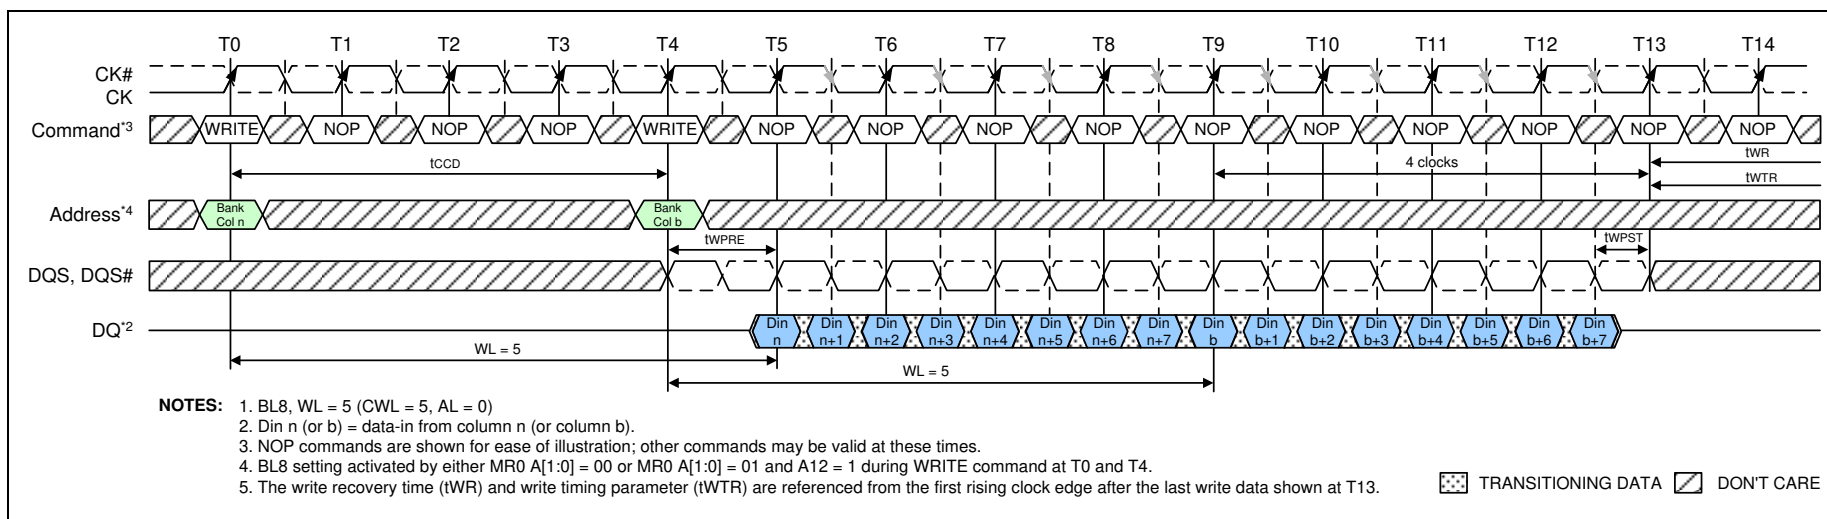 T0 T1 T2 T3 T4 T5 T6 T7 T8 T9 T10 T11 T12 T13 T14
CK#
CK
Command*3 WRITE NOP NOP NOP WRITE NOP NOP NOP NOP NOP NOP NOP NOP NOP NOP
tCCD 4 clocks tWR
tWTR
Address*4 Bank Col n Bank Col b
tWPRE tWPST
DQS, DQS#
DQ*2 Din n Din n+1 Din n+2 Din n+3 Din n+4 Din n+5 Din n+6 Din n+7 Din b Din b+1 Din b+2 Din b+3 Din b+4 Din b+5 Din b+6 Din b+7
WL = 5
WL = 5
NOTES: 1. BL8, WL = 5 (CWL = 5, AL = 0)
2. Din n (or b) = data-in from column n (or column b).
3. NOP commands are shown for ease of illustration; other commands may be valid at these times.
4. BL8 setting activated by either MR0 A[1:0] = 00 or MR0 A[1:0] = 01 and A12 = 1 during WRITE command at T0 and T4.
5. The write recovery time (tWR) and write timing parameter (tWTR) are referenced from the first rising clock edge after the last write data shown at T13.
TRANSITIONING DATA DON'T CARE